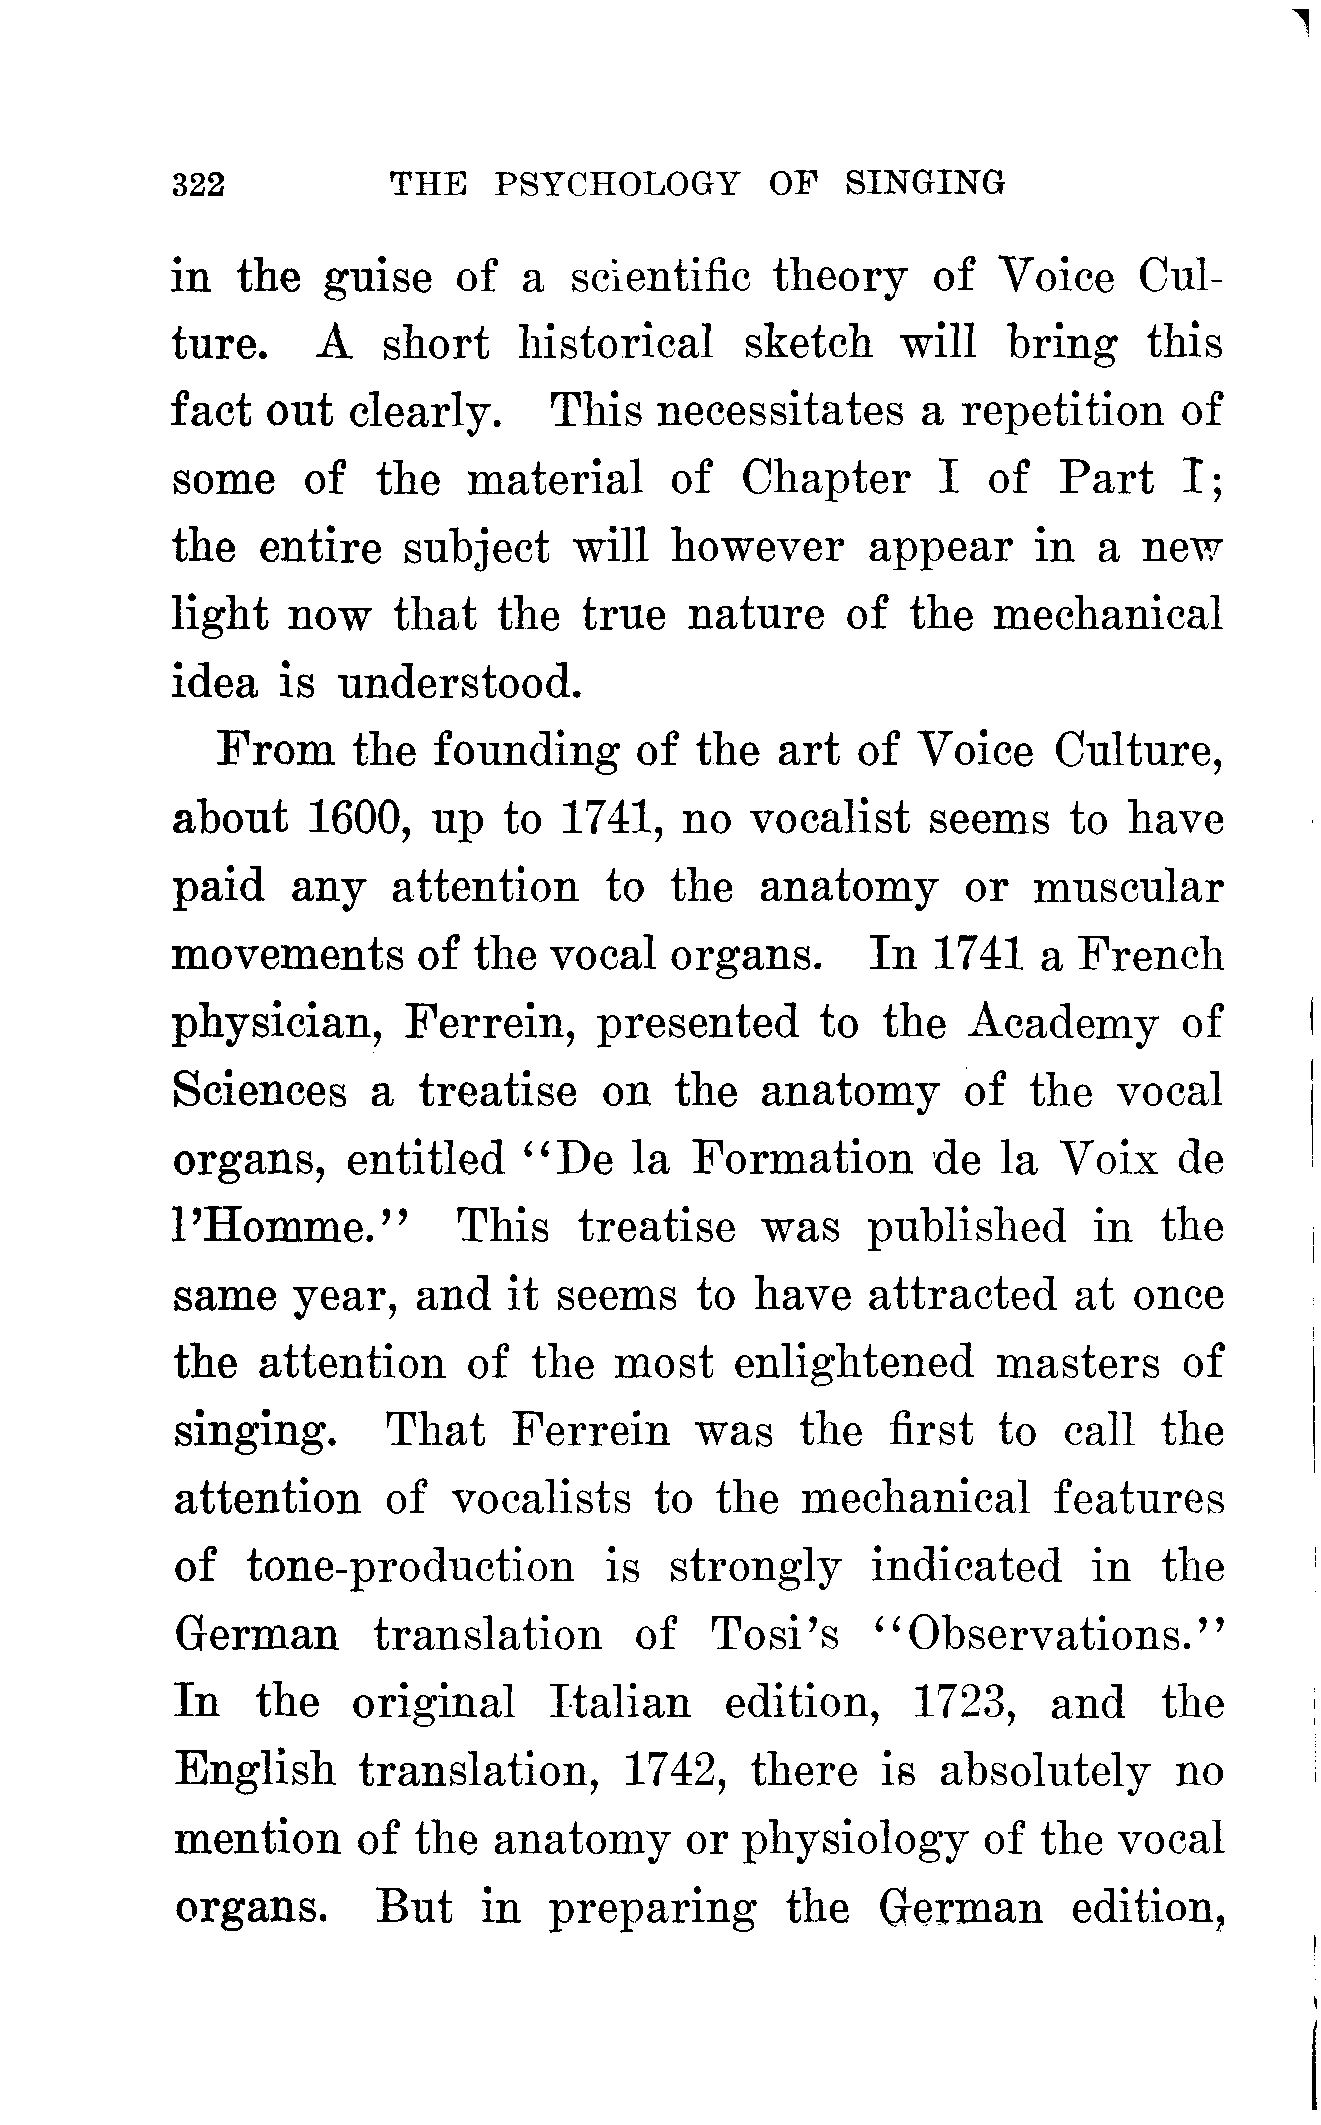 322 THE PSYCHOLOGY OF SINGING
in the guise of a scientific theory of Voice Cul-
ture. A short historical sketch will bring this
fact out clearly. This necessitates a repetition of
some of the material of Chapter I of Part I;
the entire subject will however appear in a new
light now that the true nature of the mechanical
idea is understood.
From the founding of the art of Voice Culture,
about 1600, up to 1741, no vocalist seems to have
paid any attention to the anatomy or muscular
movements of the vocal organs. In 1741 a French
physician, Ferrein, presented to the Academy of
Sciences a treatise on the anatomy of the vocal
organs, entitled "De la Formation de la Voix de
l'Homme." This treatise was published in the
same year, and it seems to have attracted at once
the attention of the most enlightened masters of
singing. That Ferrein was the first to call the
attention of vocalists to the mechanical features
of tone-production is strongly indicated in the
German translation of Tosi's "Observations."
In the original Italian edition, 1723, and the
English translation, 1742, there is absolutely no
mention of the anatomy or physiology of the vocal
organs. But in preparing the German edition,